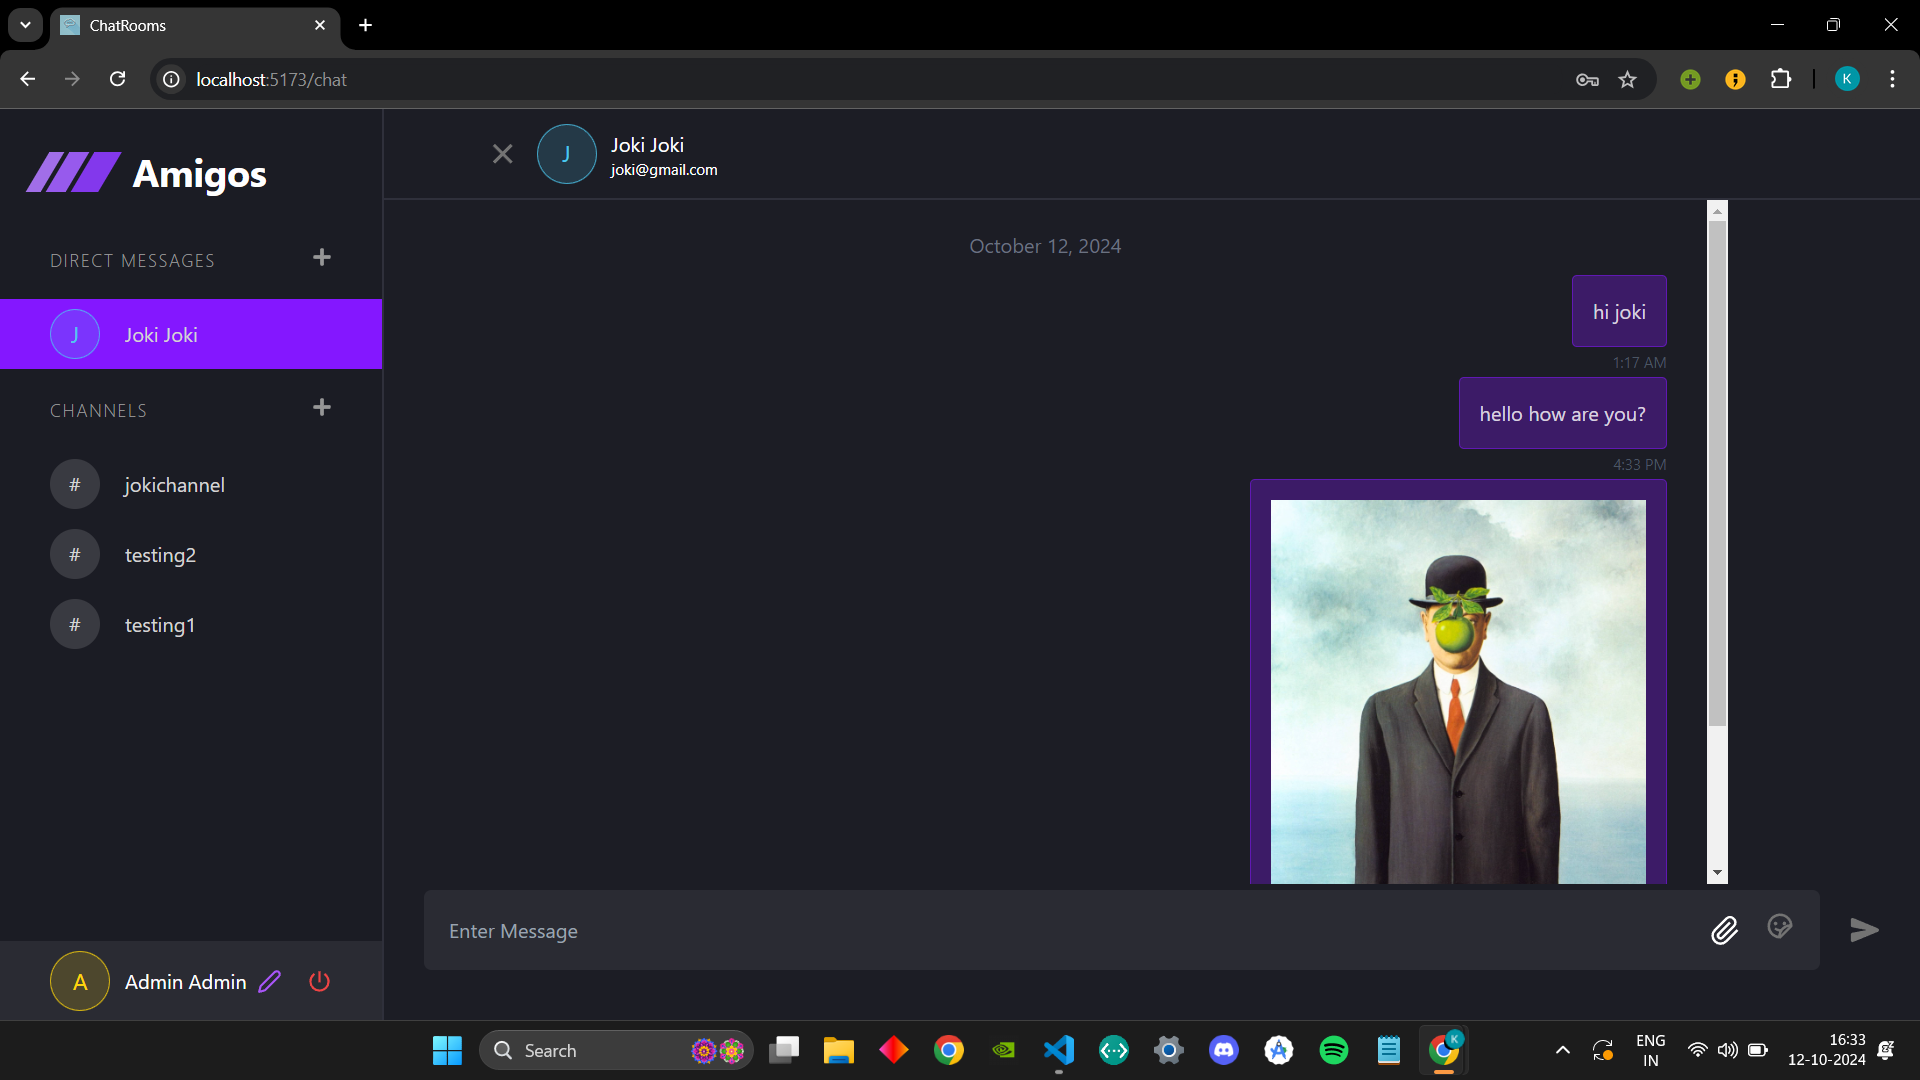 ChatRooms
localhost:5173/chat
K
Amigos
J
Joki Joki
joki@gmail.com
DIRECT MESSAGES
+
J
Joki Joki
CHANNELS
+
# jokichannel
# testing2
# testing1
October 12, 2024
hi joki
1:17 AM
hello how are you?
4:33 PM
Enter Message
A
Admin Admin
Search
K
ENG
IN
16:33
12-10-2024